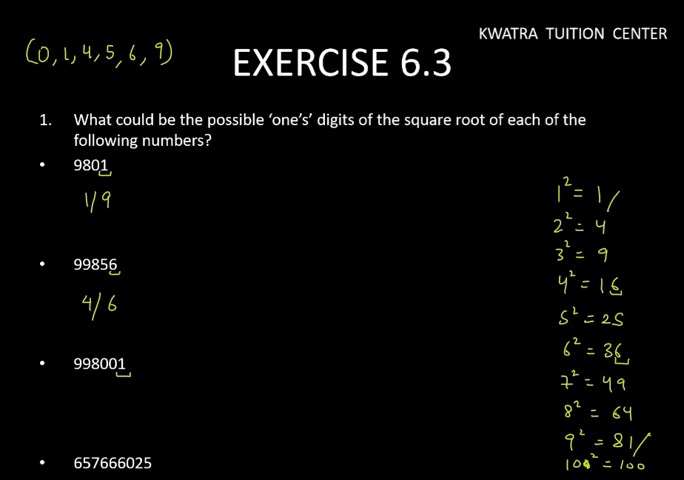 KWATRA TUITION CENTER
(0, 1, 4, 5, 6, 9)
EXERCISE 6.3
1. What could be the possible ‘one’s’ digits of the square root of each of the
following numbers?
• 9801
1/9
• 99856
4/6
• 998001
• 657666025
1² = 1
2² = 4
3² = 9
4² = 16
5² = 25
6² = 36
7² = 49
8² = 64
9² = 81
10² = 100